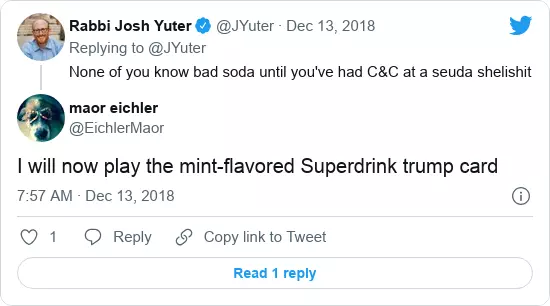 Rabbi Josh Yuter @JYuter · Dec 13, 2018
Replying to @JYuter
None of you know bad soda until you've had C&C at a seuda shelishit
maor eichler
@EichlerMaor
I will now play the mint-flavored Superdrink trump card
7:57 AM · Dec 13, 2018
1 Reply Copy link to Tweet
Read 1 reply